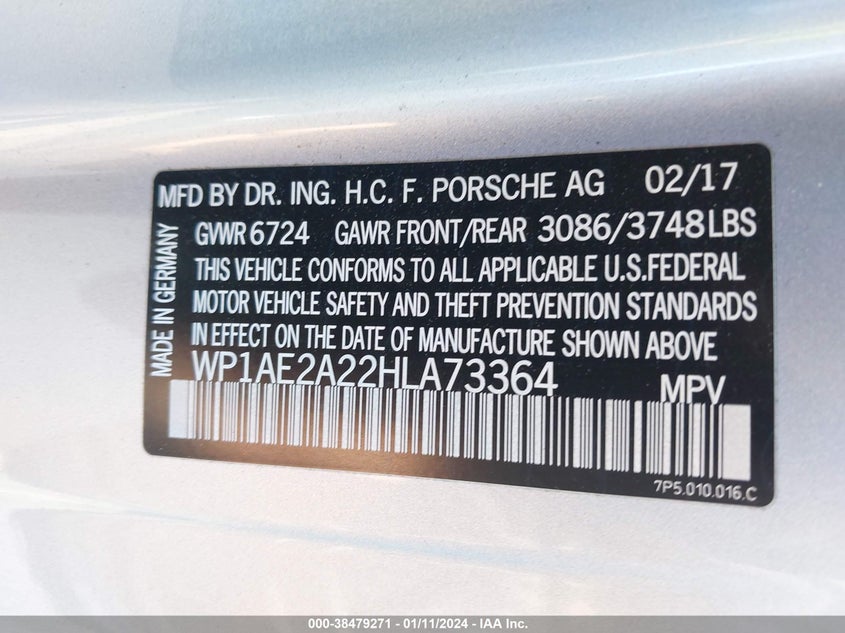 MFD BY DR. ING. H.C. F. PORSCHE AG 02/17
GVWR 6724 GAWR FRONT/REAR 3086/3748 LBS
THIS VEHICLE CONFORMS TO ALL APPLICABLE U.S.FEDERAL
MOTOR VEHICLE SAFETY AND THEFT PREVENTION STANDARDS
IN EFFECT ON THE DATE OF MANUFACTURE SHOWN ABOVE
WP1AE2A22HLA73364 MPV
MADE IN GERMANY
7P5.010.016.C
000-38479271 - 01/11/2024 - IAA Inc.